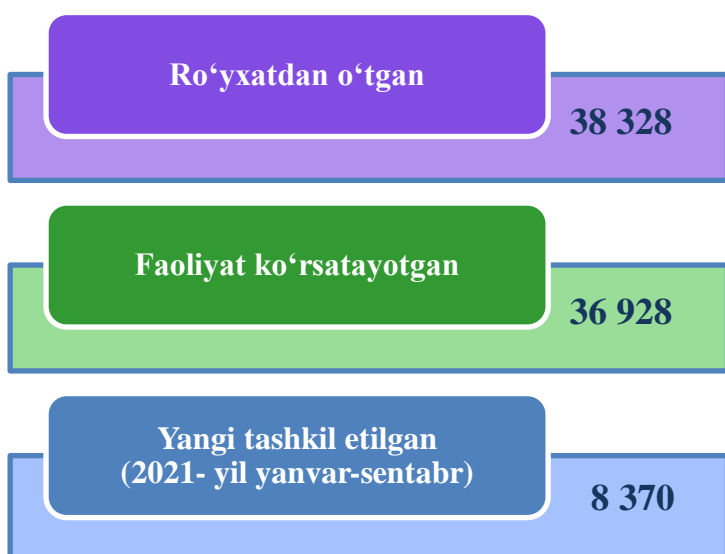 Ro‘yxatdan o‘tgan
38 328
Faoliyat ko‘rsatayotgan
36 928
Yangi tashkil etilgan
(2021- yil yanvar-sentabr)
8 370